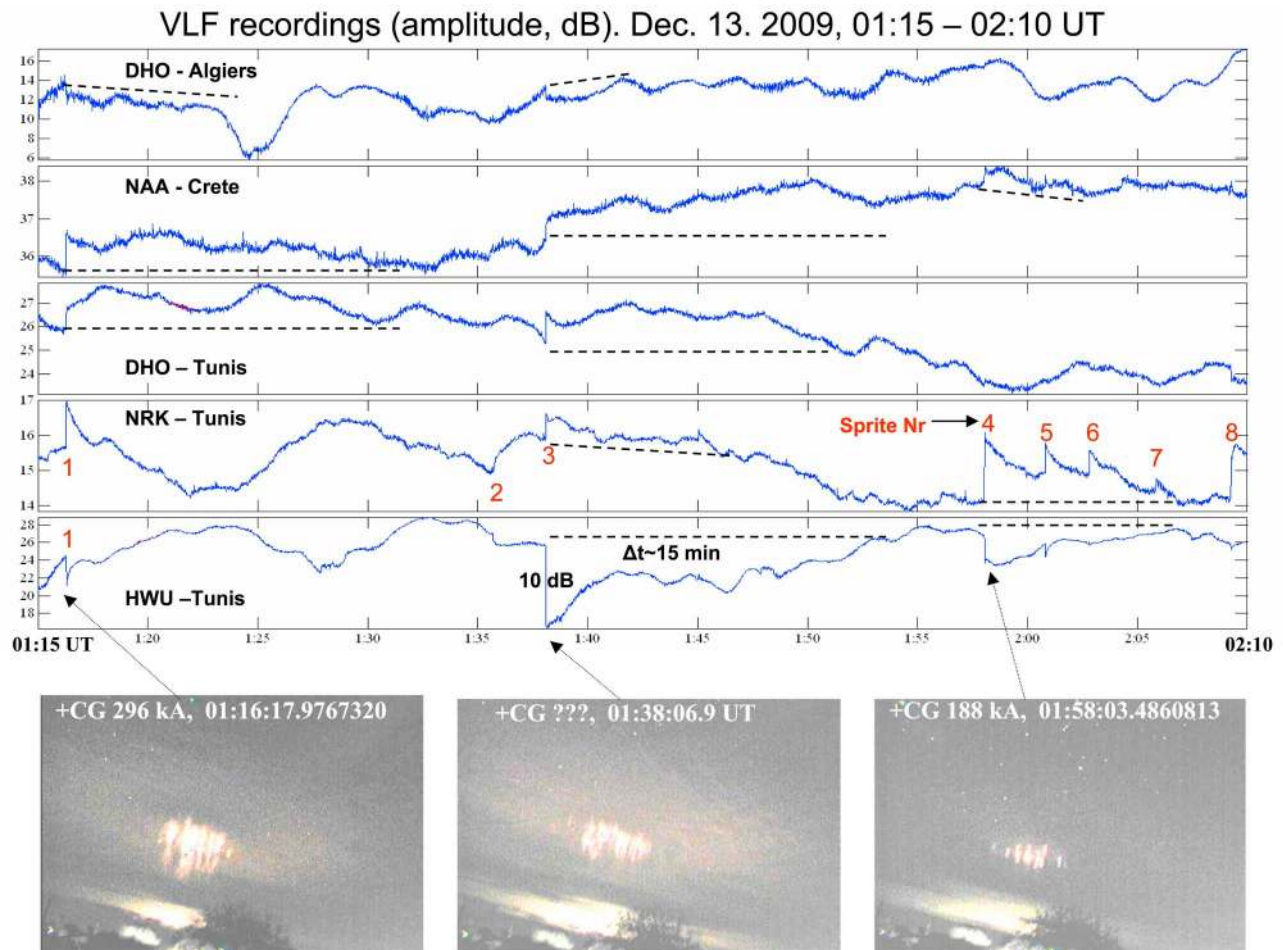 VLF recordings (amplitude, dB). Dec. 13. 2009, 01:15 – 02:10 UT
16
14
12
10
8
6
DHO - Algiers
38
37
36
NAA - Crete
27
26
25
24
DHO – Tunis
17
16
15
14
NRK – Tunis
1
2
3
Sprite Nr
4
5
6
7
8
28
26
24
22
20
18
1
HWU –Tunis
10 dB
Δt~15 min
01:15 UT 1:20 1:25 1:30 1:35 1:40 1:45 1:50 1:55 2:00 2:05 02:10
+CG 296 kA, 01:16:17.9767320
+CG ???, 01:38:06.9 UT
+CG 188 kA, 01:58:03.4860813